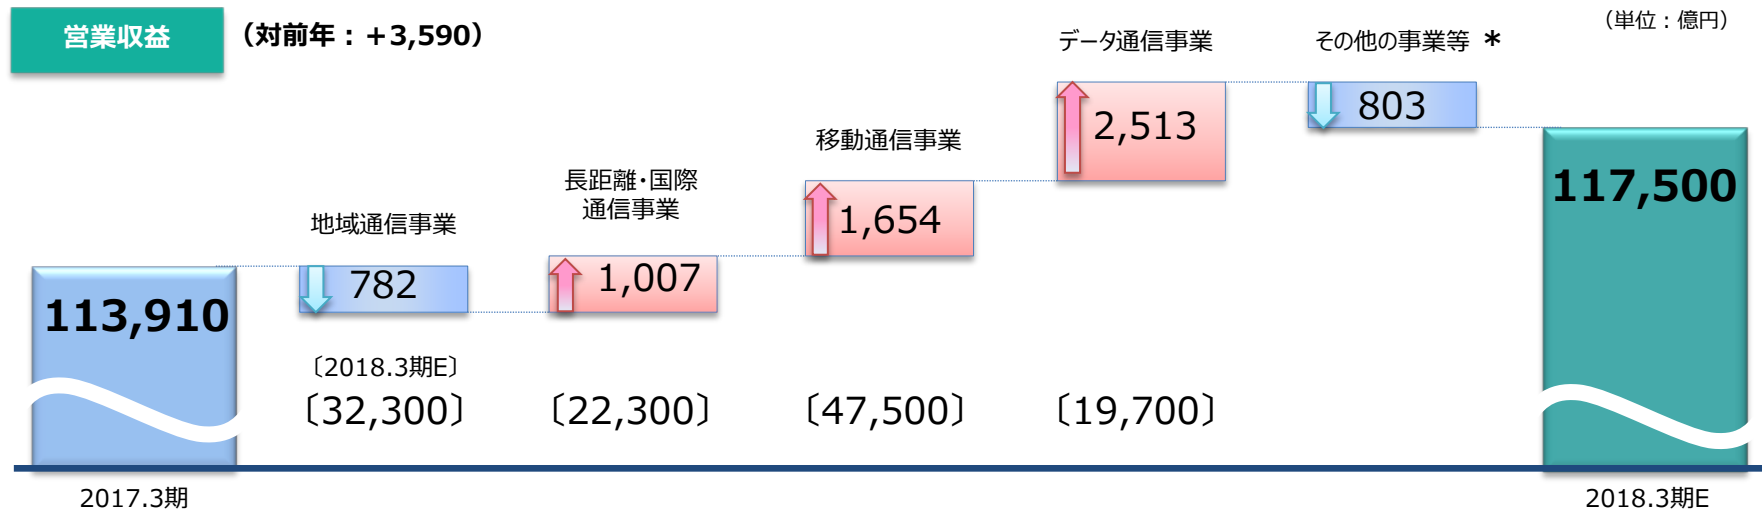 営業収益
（対前年：＋3,590）
（単位：億円）
データ通信事業
その他の事業等 ＊
803
2,513
移動通信事業
117,500
長距離・国際
通信事業
1,654
地域通信事業
782
1,007
113,910
〔2018.3期E〕
〔32,300〕
〔22,300〕
〔47,500〕
〔19,700〕
2017.3期
2018.3期E